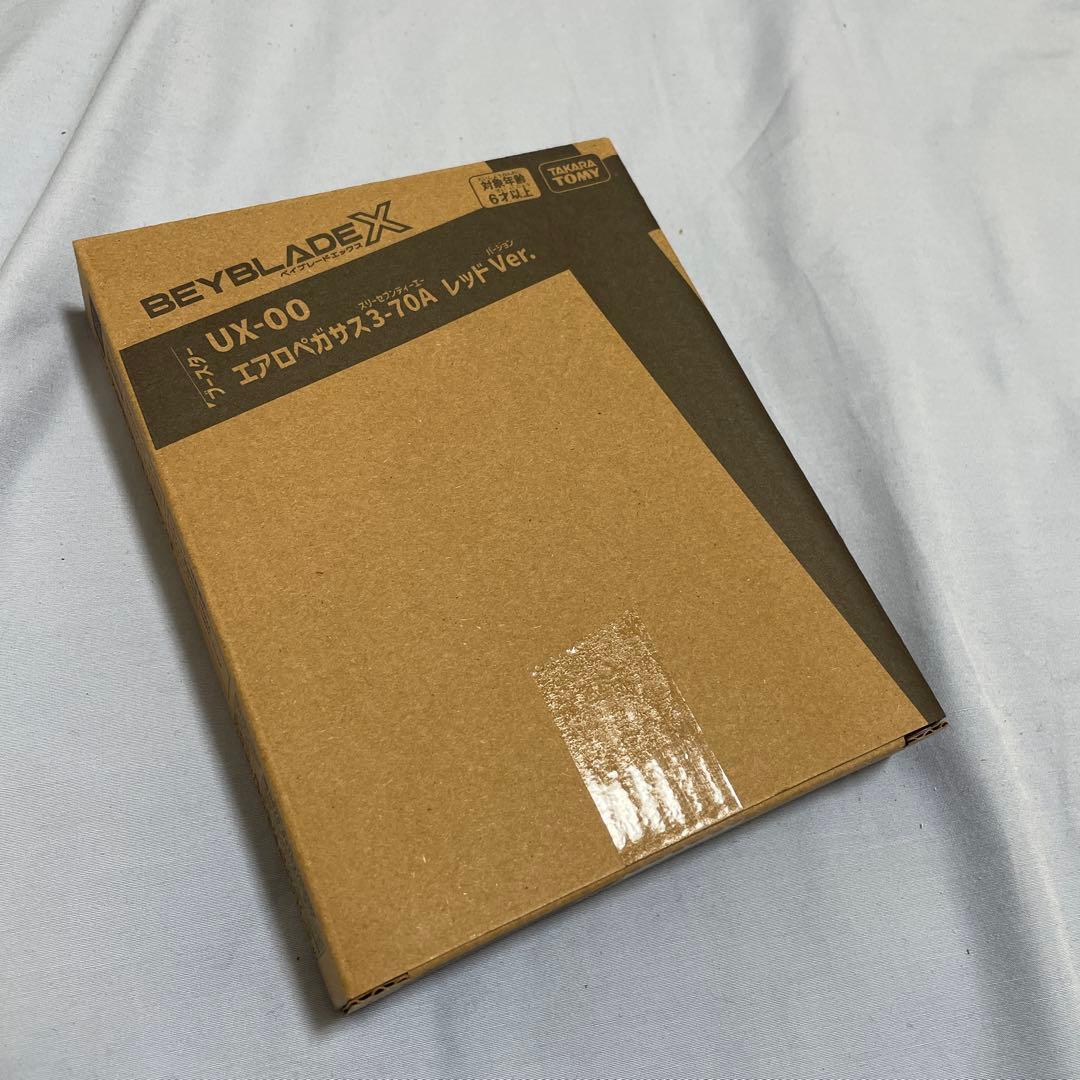 BEYBLADE X
ベイブレードエックス
対象年齢
6才以上
TAKARA
TOMY
ブースター
UX-00
スリーセブンティーエー
バージョン
エアロペガサス3-70A レッドVer.